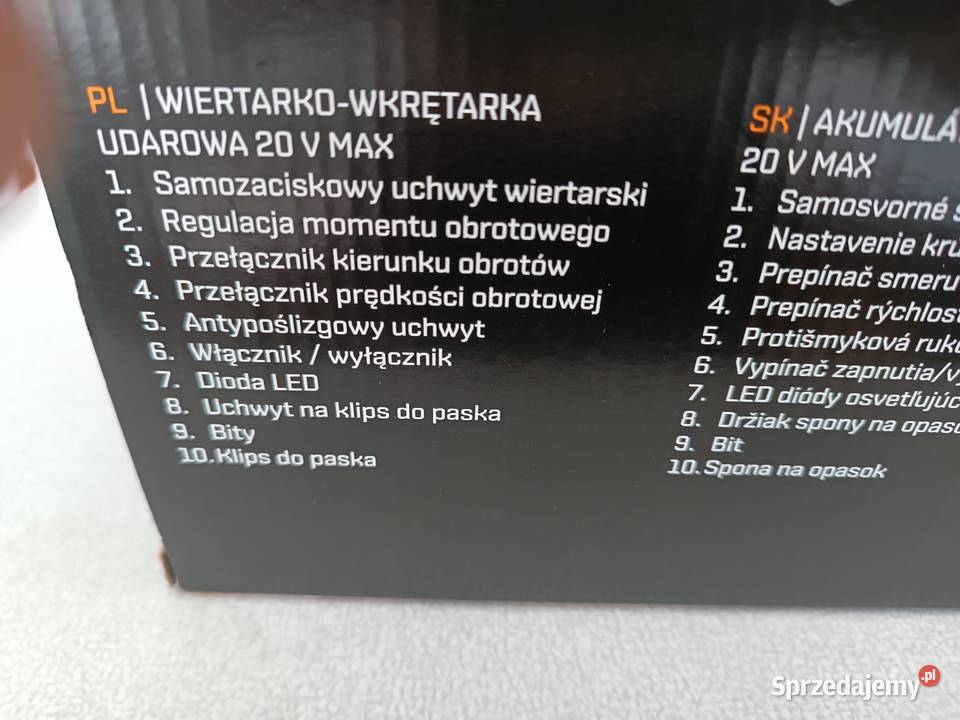 PL | WIERTARKO-WKRĘTARKA
UDAROWA 20 V MAX
1. Samozaciskowy uchwyt wiertarski
2. Regulacja momentu obrotowego
3. Przełącznik kierunku obrotów
4. Przełącznik prędkości obrotowej
5. Antypoślizgowy uchwyt
6. Włącznik / wyłącznik
7. Dioda LED
8. Uchwyt na klips do paska
9. Bity
10. Klips do paska
SK |
20 V MAX
1. Samosvorné
2. Nastavenie
3. Prepínač smeru
4. Prepínač
5. Protišmyková
6. Vypínač
7. LED diódy
8. Držiak spony na
9. Bit
10. Spona na opasok
Sprzedajemy.pl